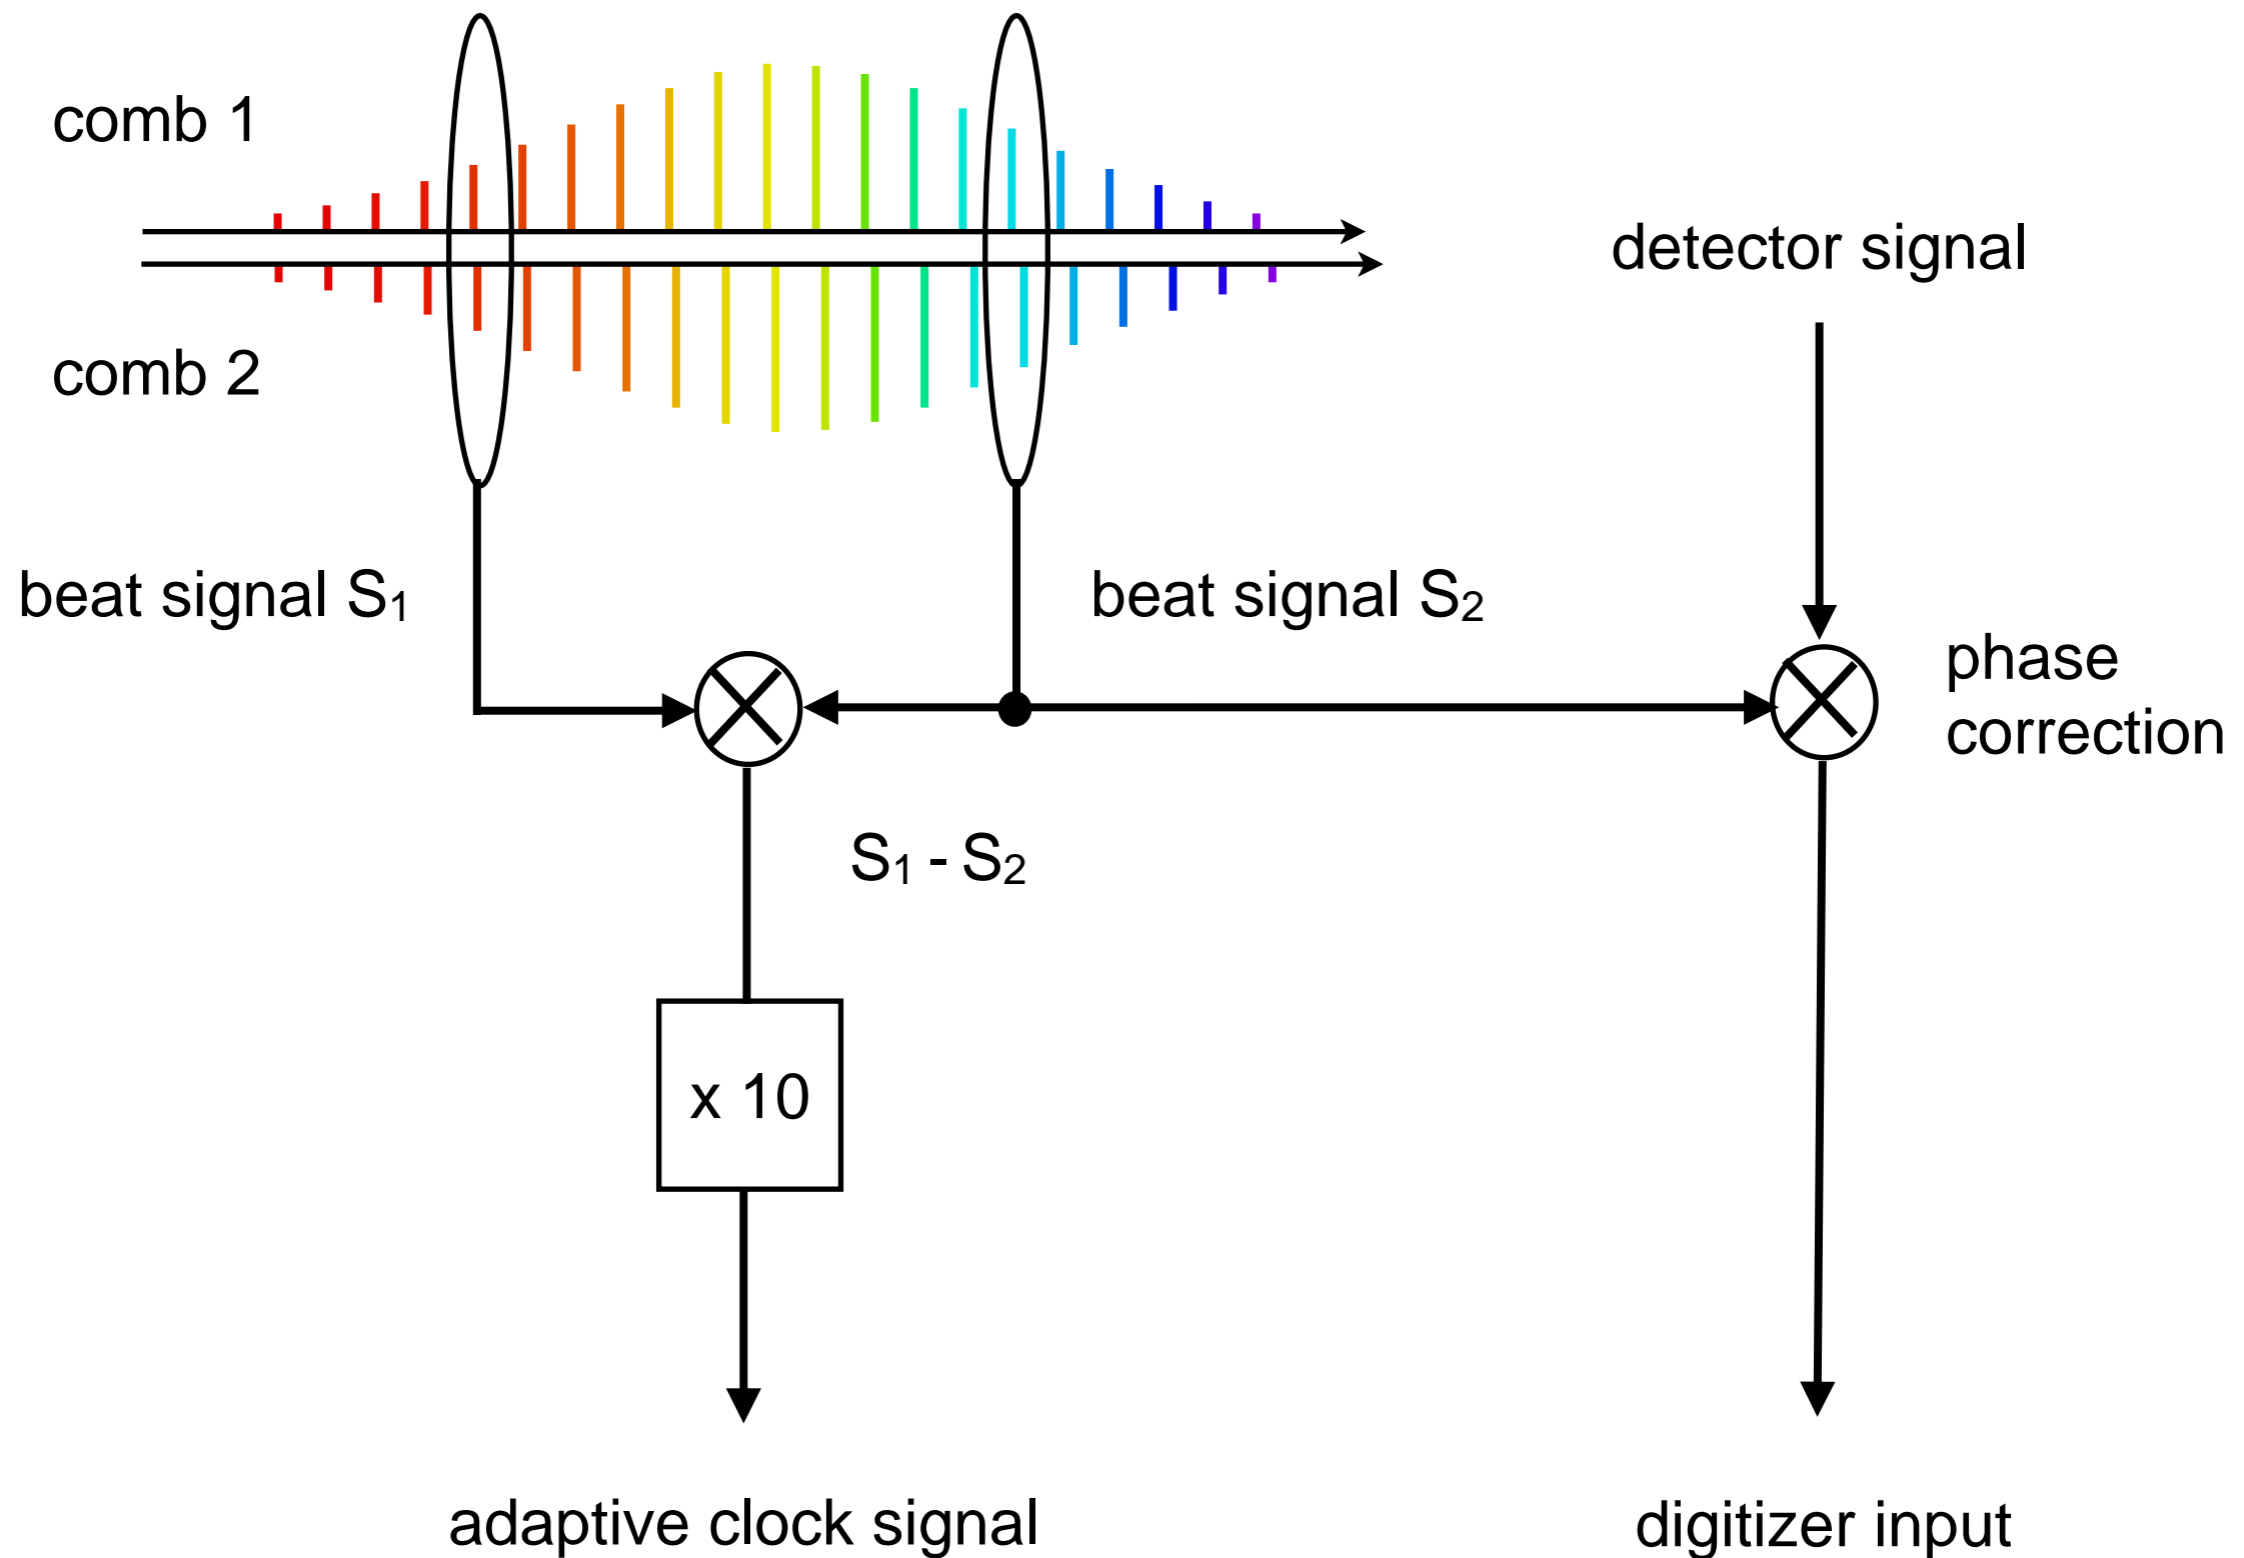 comb 1
detector signal
comb 2
beat signal S₁
beat signal S₂
phase
correction
S₁ - S₂
x 10
adaptive clock signal
digitizer input